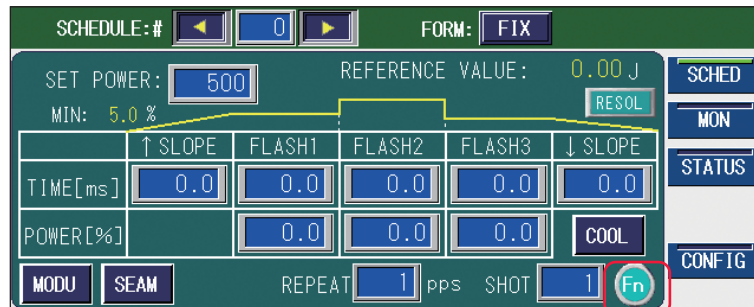 SCHEDULE:# 0 FORM: FIX
SET POWER: 500 REFERENCE VALUE: 0.00 J
RESOL
MIN: 5.0 %
↑ SLOPE FLASH1 FLASH2 FLASH3 ↓ SLOPE
TIME[ms] 0.0 0.0 0.0 0.0 0.0
POWER[%] 0.0 0.0 0.0 COOL
MODU SEAM REPEAT 1 pps SHOT 1 Fn
SCHED
MON
STATUS
CONFIG